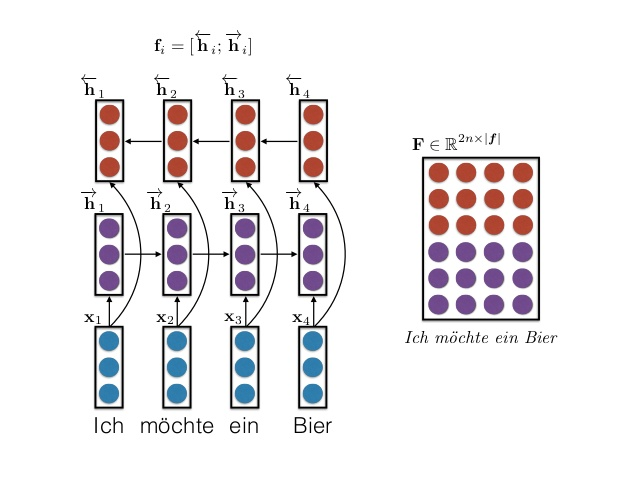 f_i = [←h_i; →h_i]
←h_1 ←h_2 ←h_3 ←h_4
F ∈ ℝ^{2n×|f|}
→h_1 →h_2 →h_3 →h_4
x_1 x_2 x_3 x_4
Ich möchte ein Bier
Ich möchte ein Bier